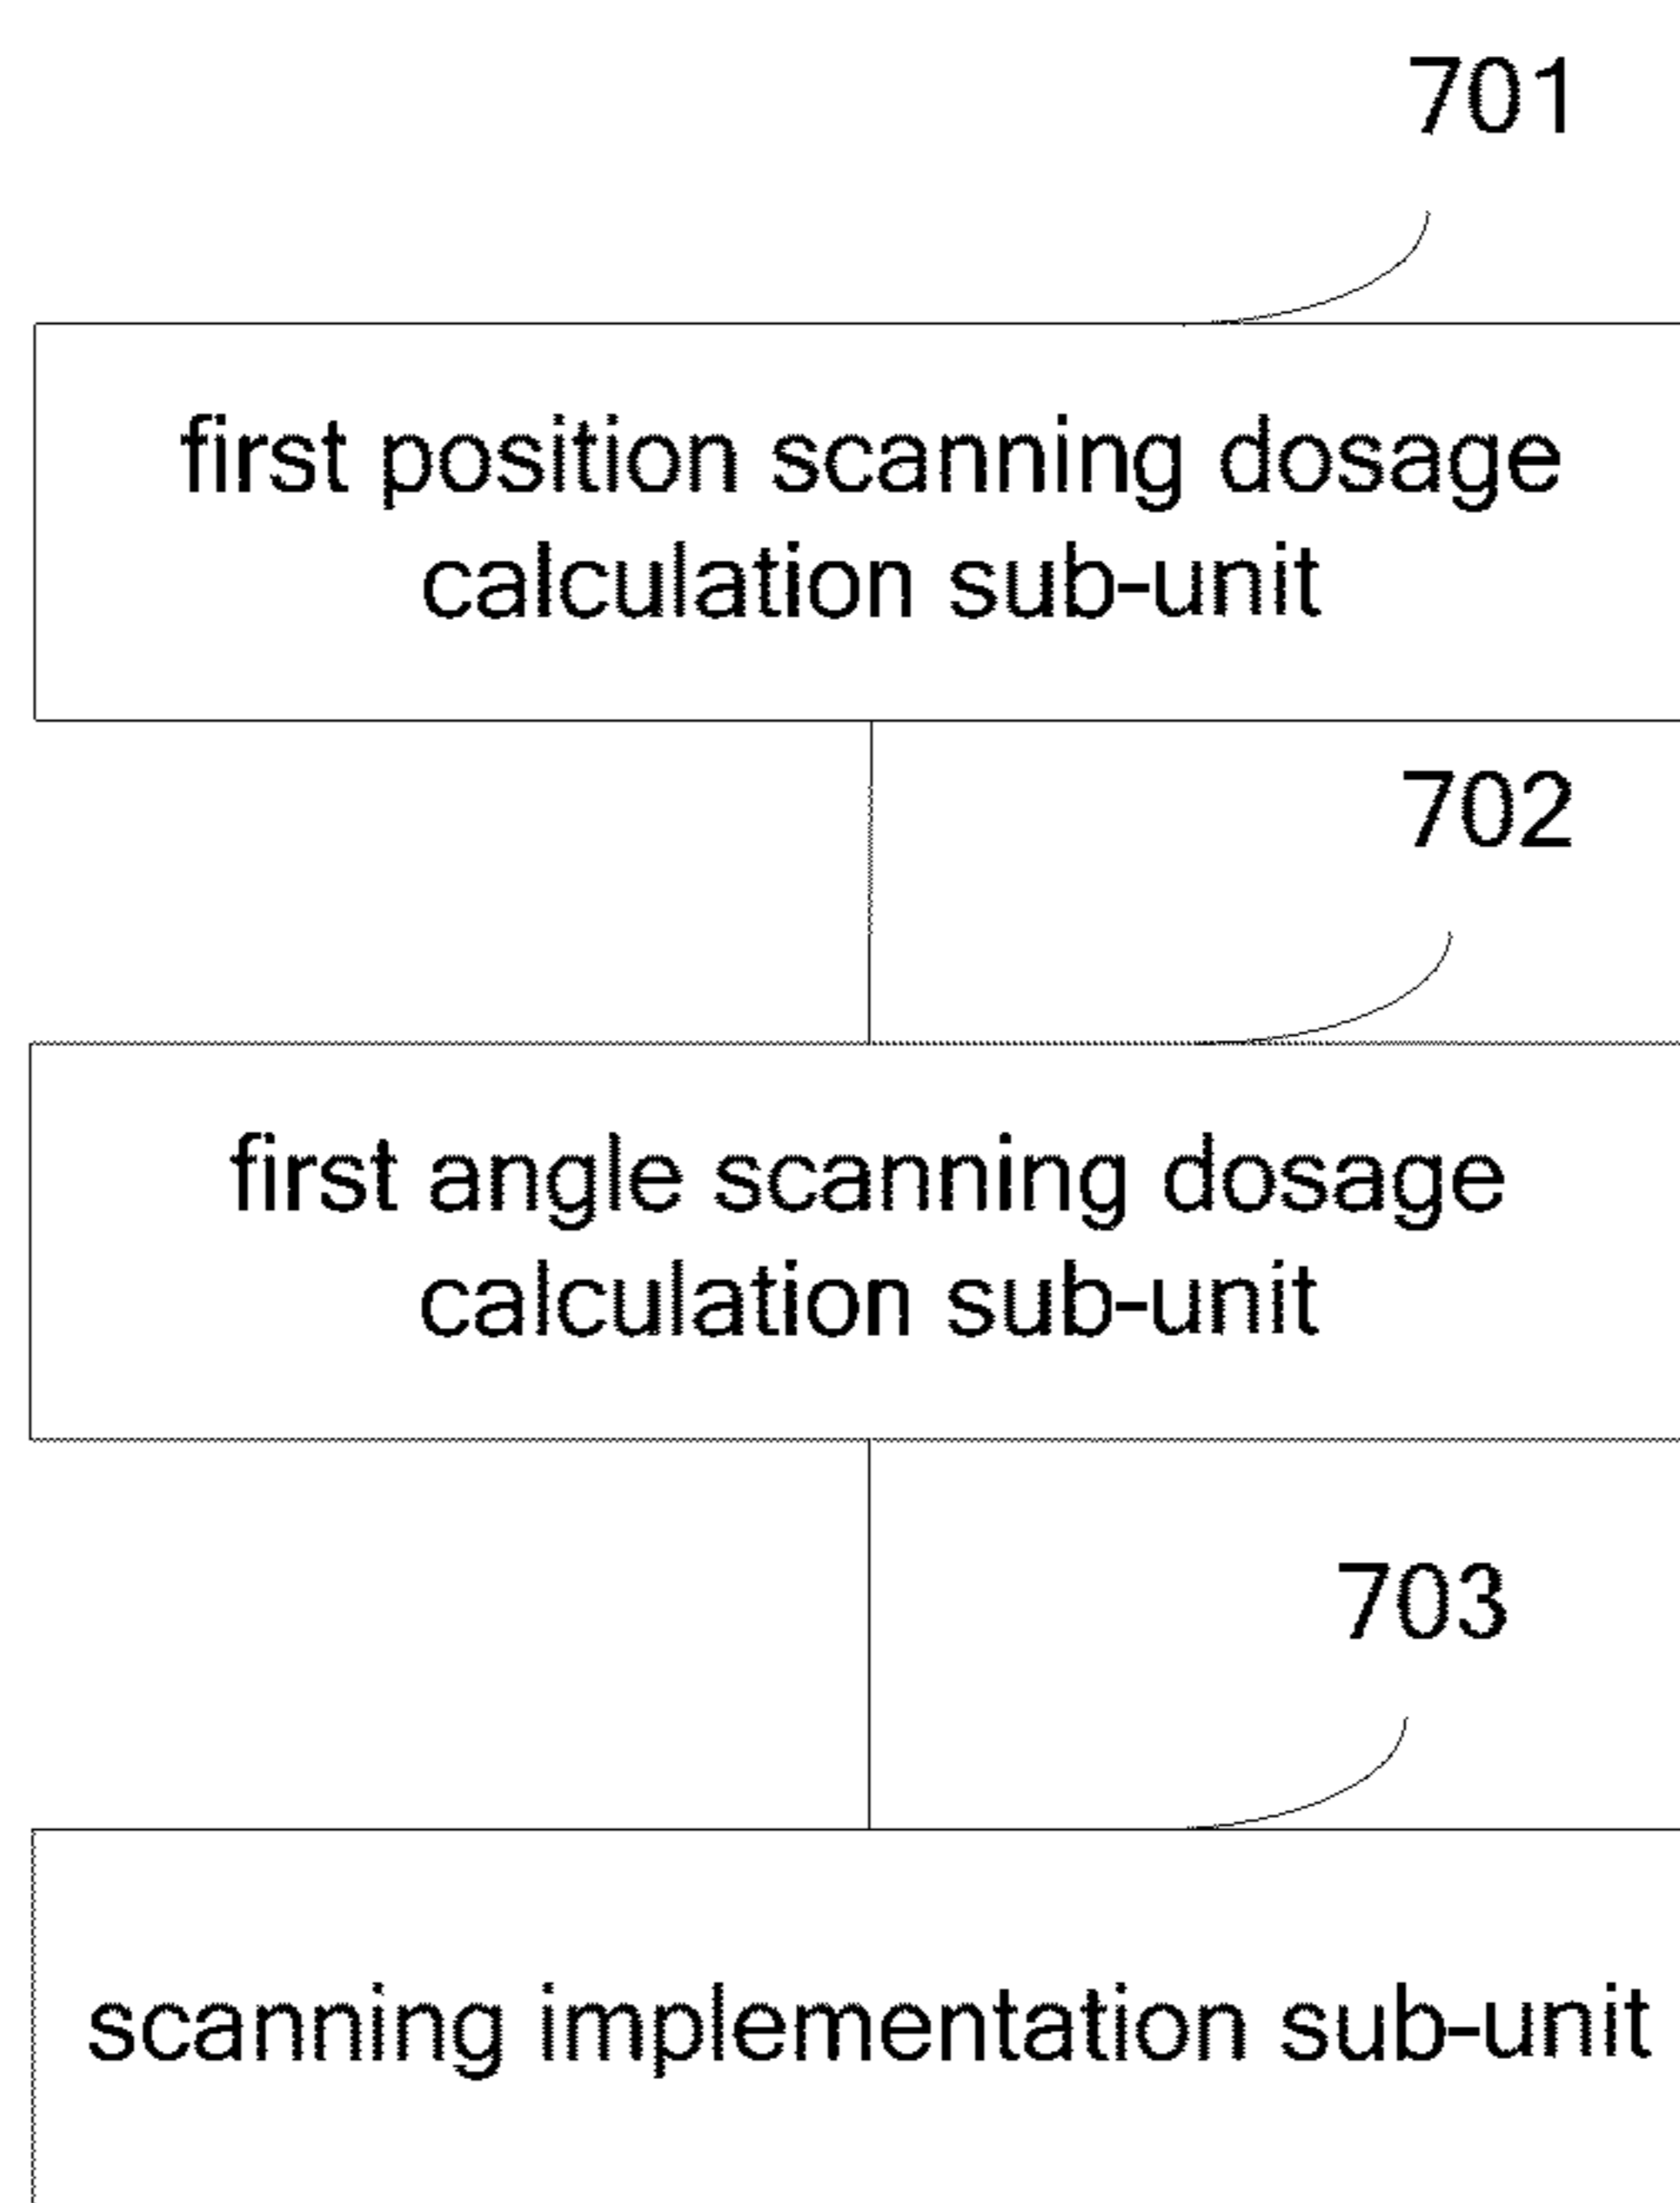 701
first position scanning dosage
calculation sub-unit
702
first angle scanning dosage
calculation sub-unit
703
scanning implementation sub-unit